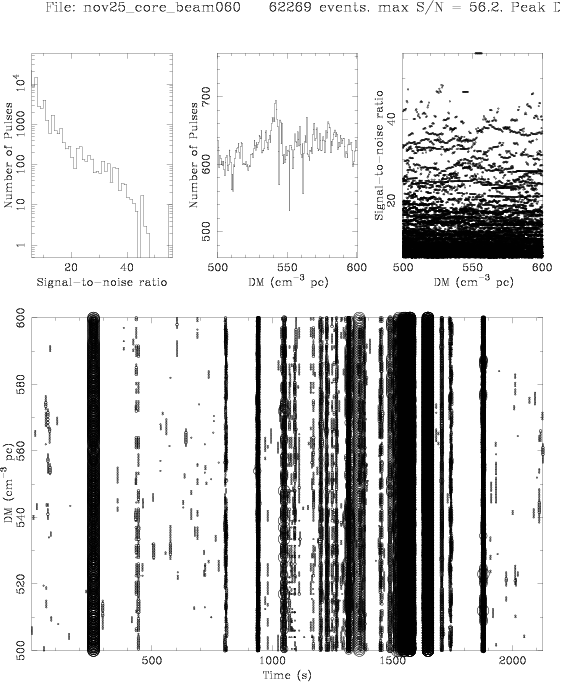 File: nov25_core_beam060 62269 events. max S/N = 56.2. Peak D
Number of Pulses
10⁴
1000
100
10
1
20 40
Signal-to-noise ratio
Number of Pulses
700
600
500
500 550 600
DM (cm⁻³ pc)
Signal-to-noise ratio
40
20
500 550 600
DM (cm⁻³ pc)
DM (cm⁻³ pc)
600
580
560
540
520
500
500 1000 1500 2000
Time (s)